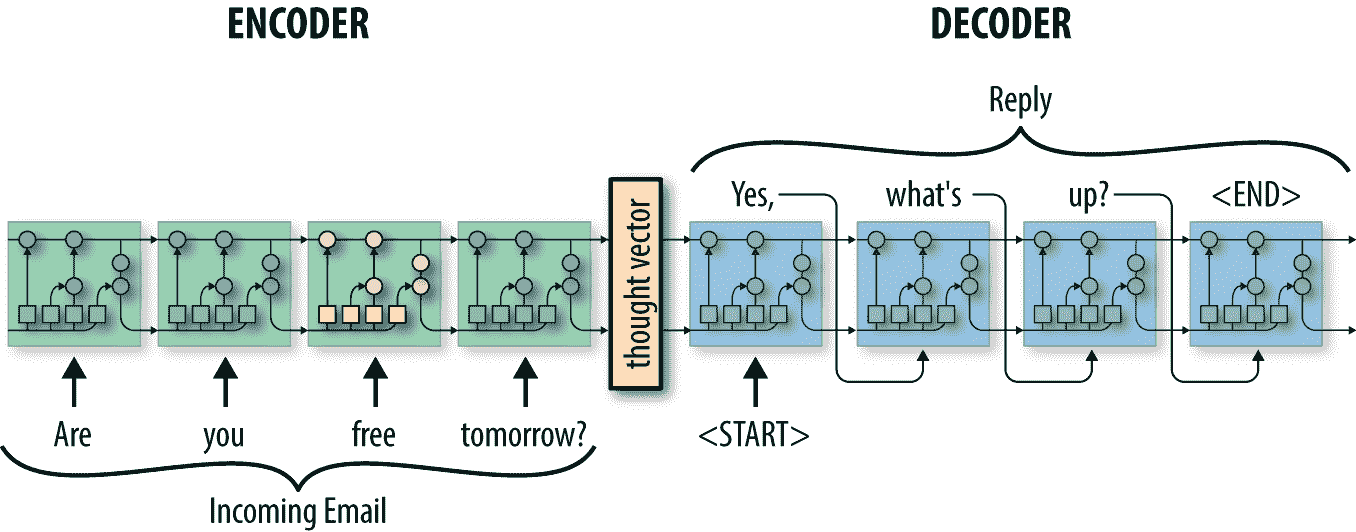 ENCODER
DECODER
Reply
Yes, what's up? <END>
thought vector
Are you free tomorrow? <START>
Incoming Email